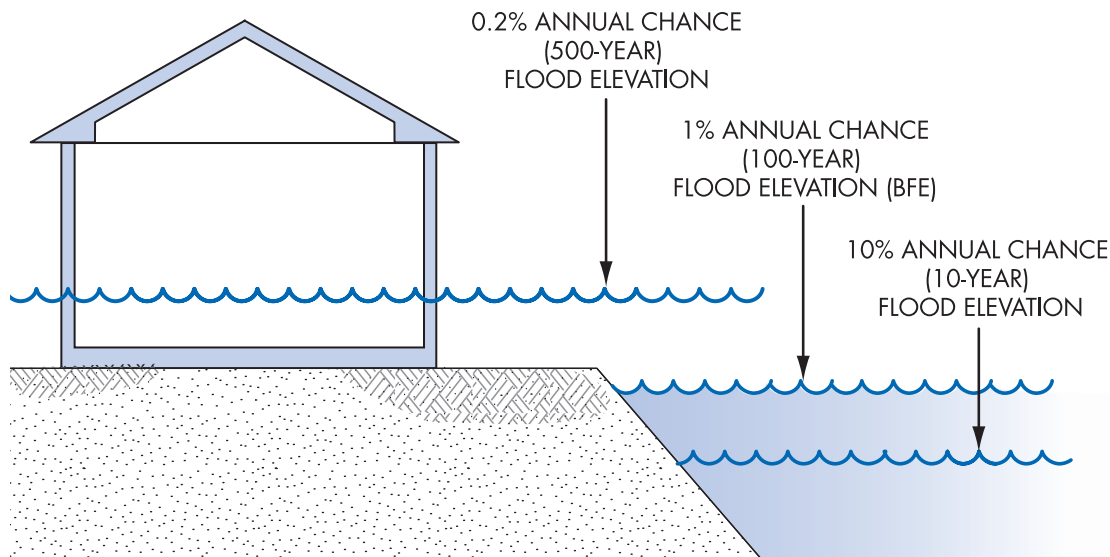 0.2% ANNUAL CHANCE
(500-YEAR)
FLOOD ELEVATION
1% ANNUAL CHANCE
(100-YEAR)
FLOOD ELEVATION (BFE)
10% ANNUAL CHANCE
(10-YEAR)
FLOOD ELEVATION